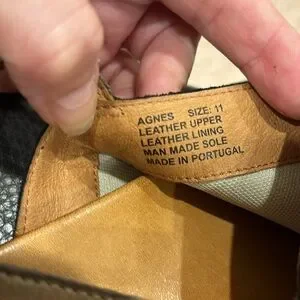 AGNES SIZE: 11
LEATHER UPPER
LEATHER LINING
MAN MADE SOLE
MADE IN PORTUGAL